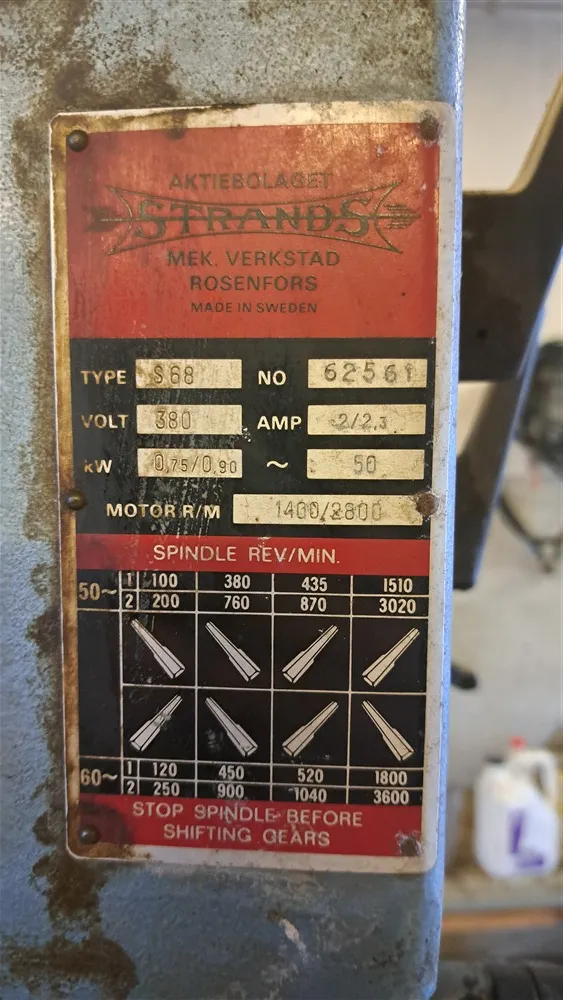 AKTIEBOLAGET
STRANDS
MEK. VERKSTAD
ROSENFORS
MADE IN SWEDEN
TYPE S68 NO 62561
VOLT 380 AMP 2/2,3
kW 0,75/0,90 ~ 50
MOTOR R/M 1400/2800
SPINDLE REV/MIN.
50~ 1 100 380 435 1510
2 200 760 870 3020
60~ 1 120 450 520 1800
2 250 900 1040 3600
STOP SPINDLE BEFORE
SHIFTING GEARS